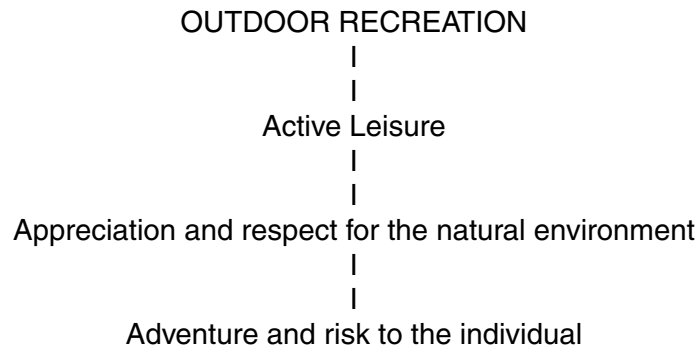 OUTDOOR RECREATION
Active Leisure
Appreciation and respect for the natural environment
Adventure and risk to the individual